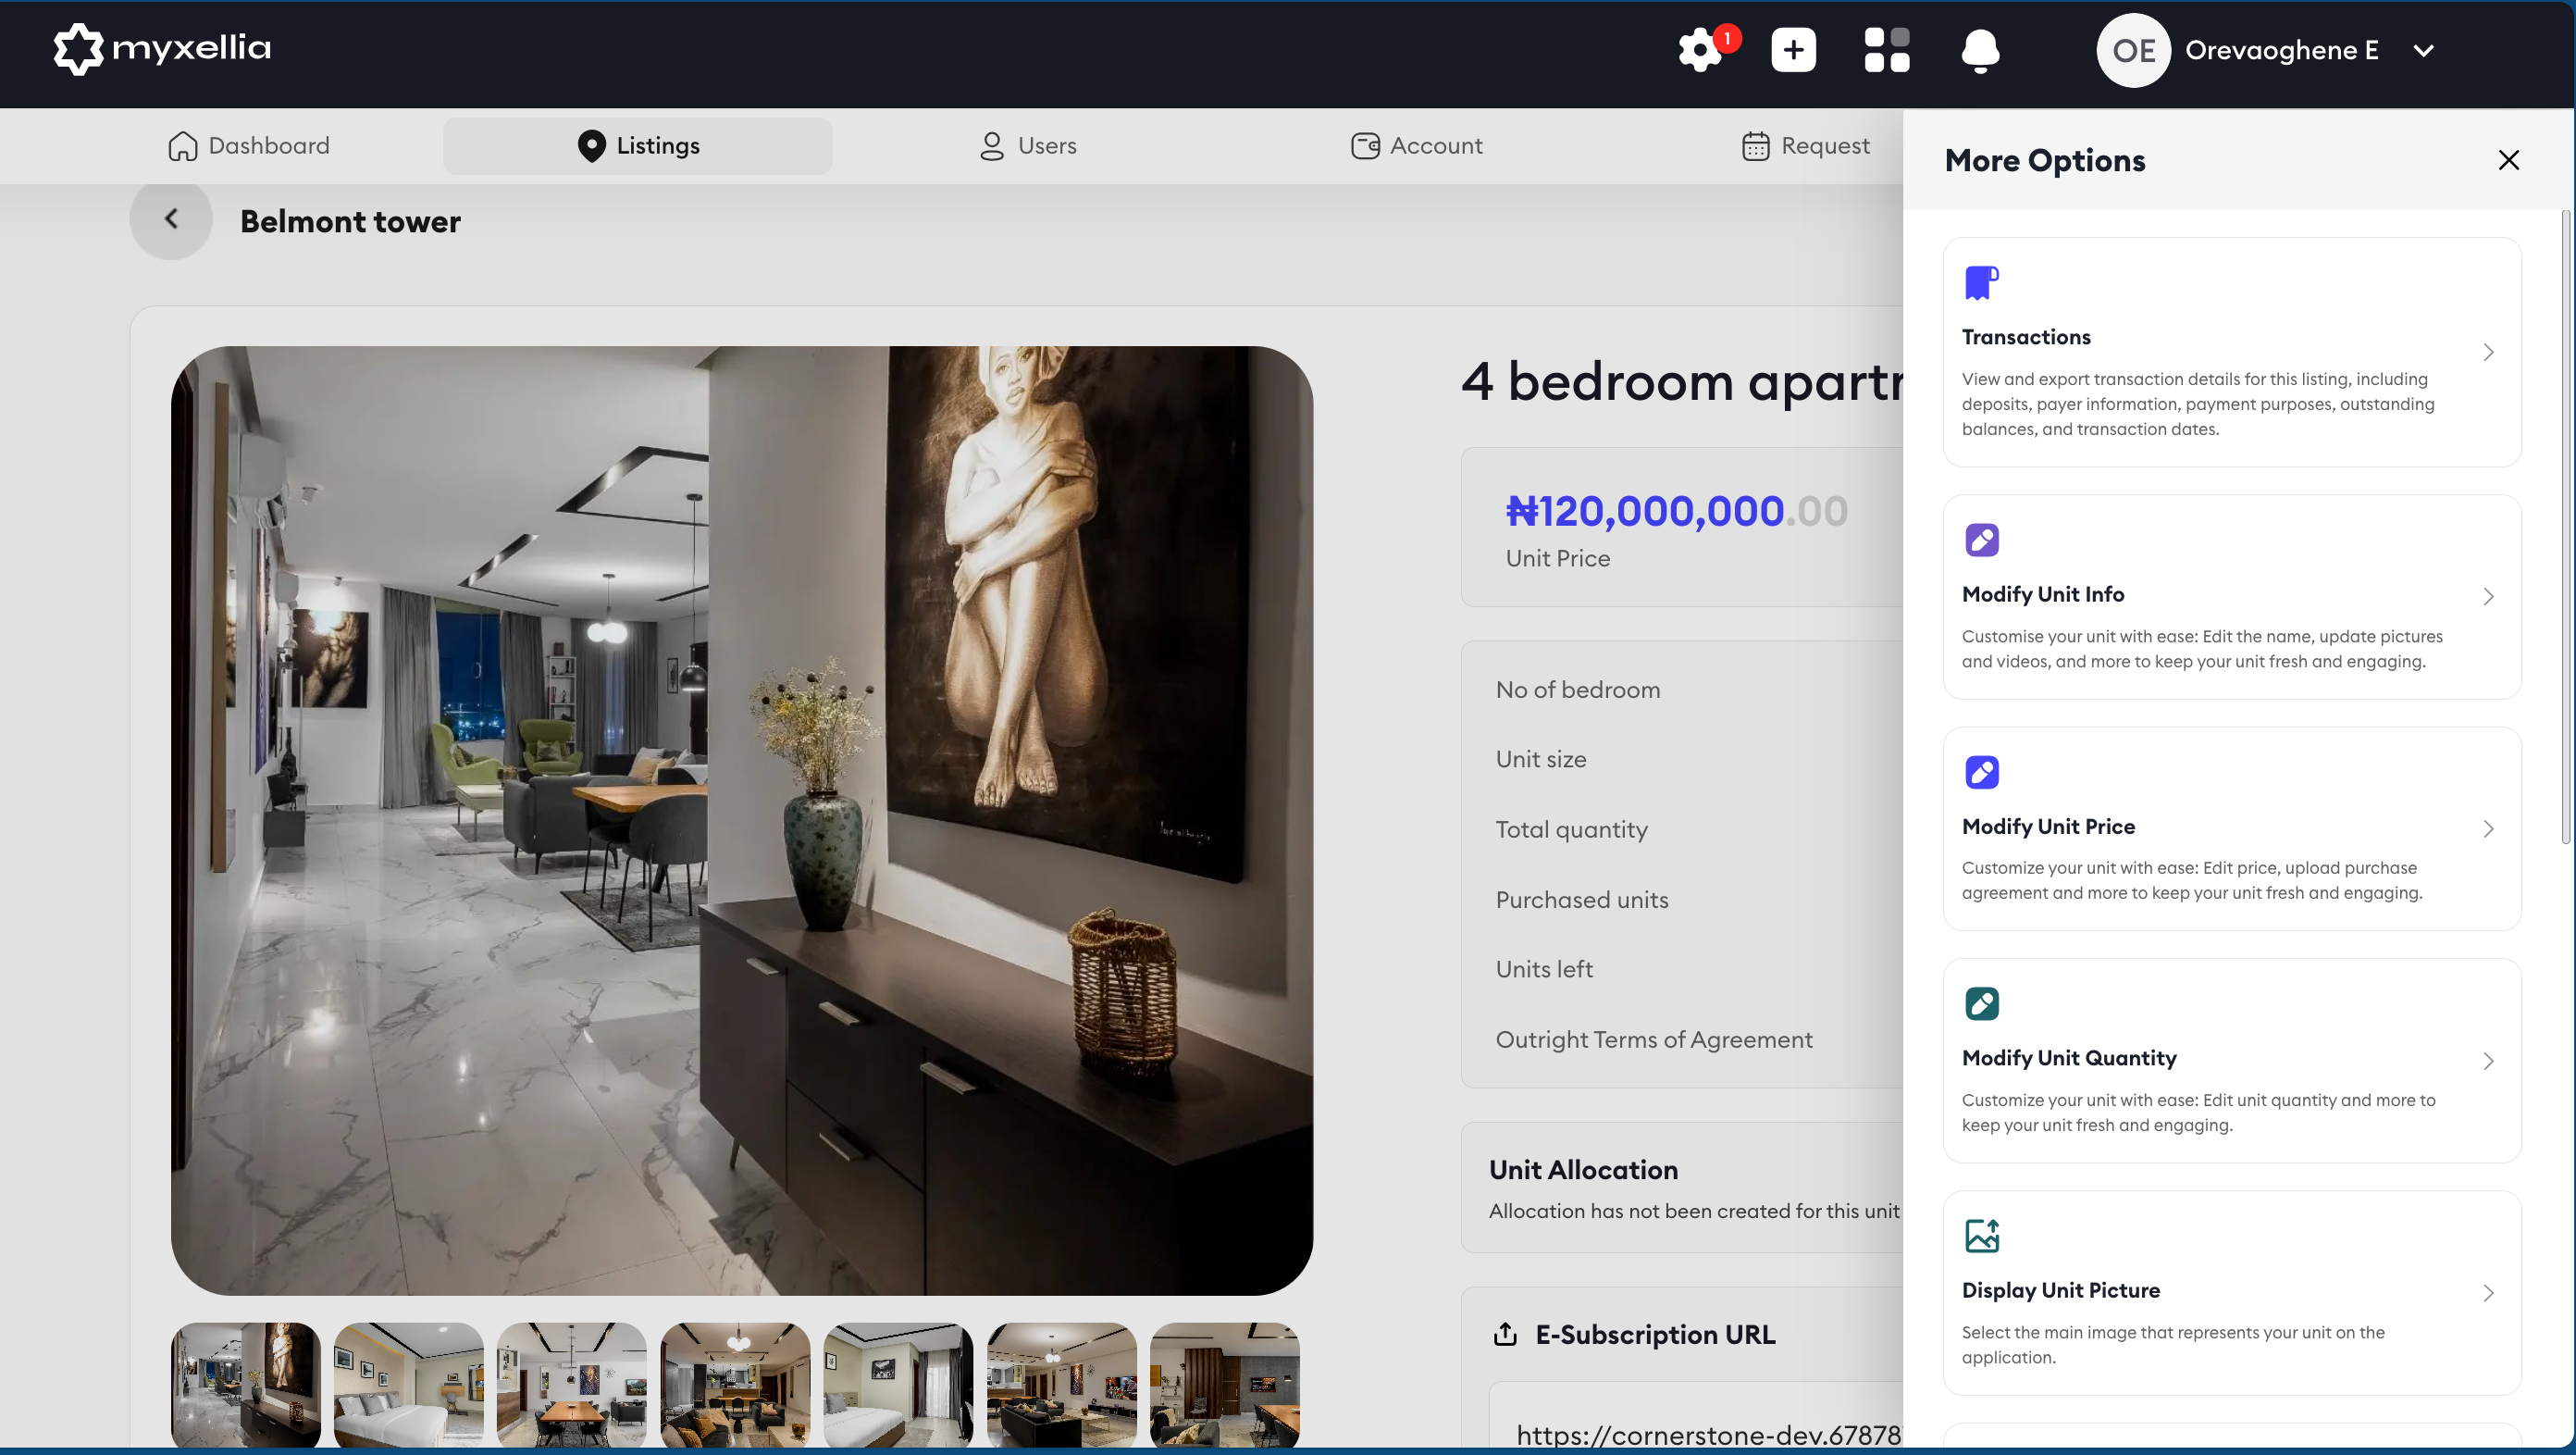 myxellia
1
OE
Orevaoghene E
Dashboard
Listings
Users
Account
Request
More Options
Belmont tower
Transactions
View and export transaction details for this listing, including
deposits, payer information, payment purposes, outstanding
balances, and transaction dates.
Modify Unit Info
Customise your unit with ease: Edit the name, update pictures
and videos, and more to keep your unit fresh and engaging.
Modify Unit Price
Customize your unit with ease: Edit price, upload purchase
agreement and more to keep your unit fresh and engaging.
Modify Unit Quantity
Customize your unit with ease: Edit unit quantity and more to
keep your unit fresh and engaging.
Display Unit Picture
Select the main image that represents your unit on the
application.
4 bedroom apart
₦120,000,000.00
Unit Price
No of bedroom
Unit size
Total quantity
Purchased units
Units left
Outright Terms of Agreement
Unit Allocation
Allocation has not been created for this unit
E-Subscription URL
https://cornerstone-dev.67878